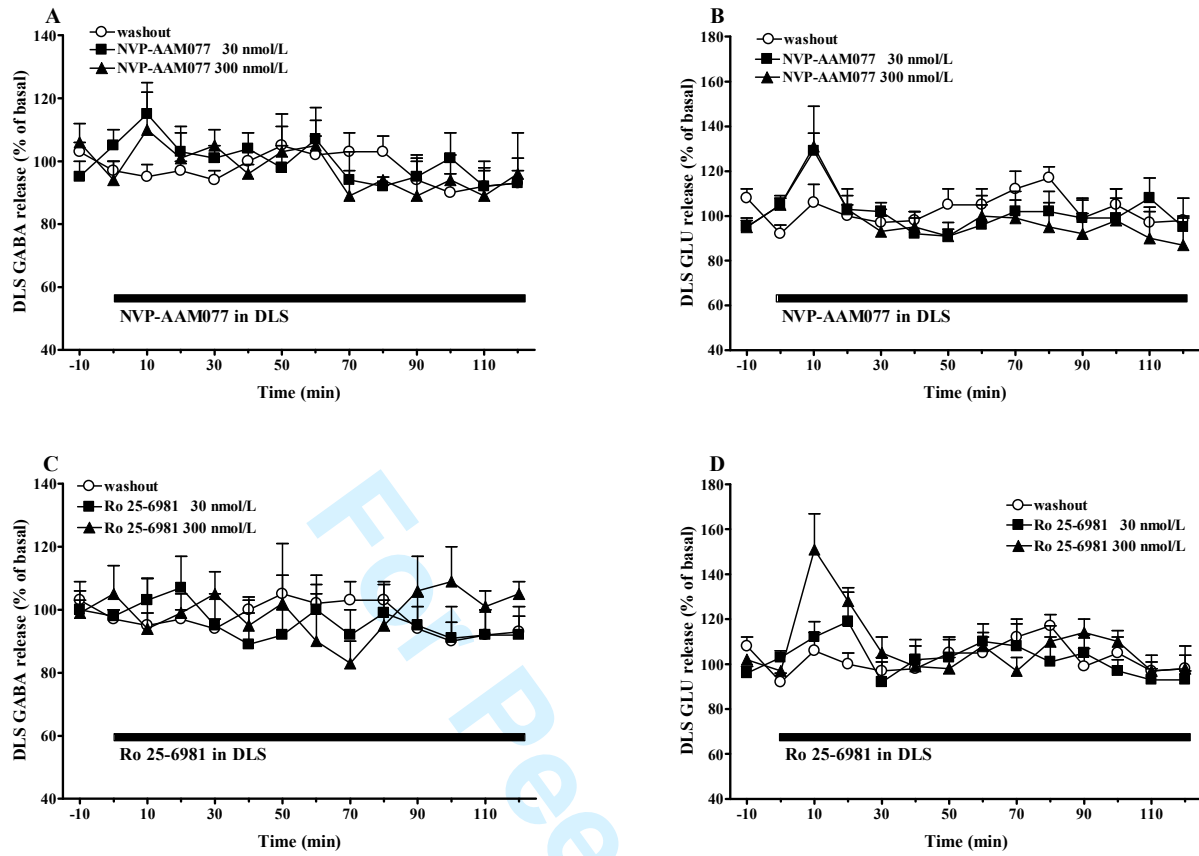 A
washout
NVP-AAM077 30 nmol/L
NVP-AAM077 300 nmol/L
DLS GABA release (% of basal)
140
120
100
80
60
40
NVP-AAM077 in DLS
-10 10 30 50 70 90 110
Time (min)
B
washout
NVP-AAM077 30 nmol/L
NVP-AAM077 300 nmol/L
DLS GLU release (% of basal)
180
160
140
120
100
80
60
40
NVP-AAM077 in DLS
-10 10 30 50 70 90 110
Time (min)
C
washout
Ro 25-6981 30 nmol/L
Ro 25-6981 300 nmol/L
DLS GABA release (% of basal)
140
120
100
80
60
40
Ro 25-6981 in DLS
-10 10 30 50 70 90 110
Time (min)
D
washout
Ro 25-6981 30 nmol/L
Ro 25-6981 300 nmol/L
DLS GLU release (% of basal)
180
160
140
120
100
80
60
40
Ro 25-6981 in DLS
-10 10 30 50 70 90 110
Time (min)
For Pee